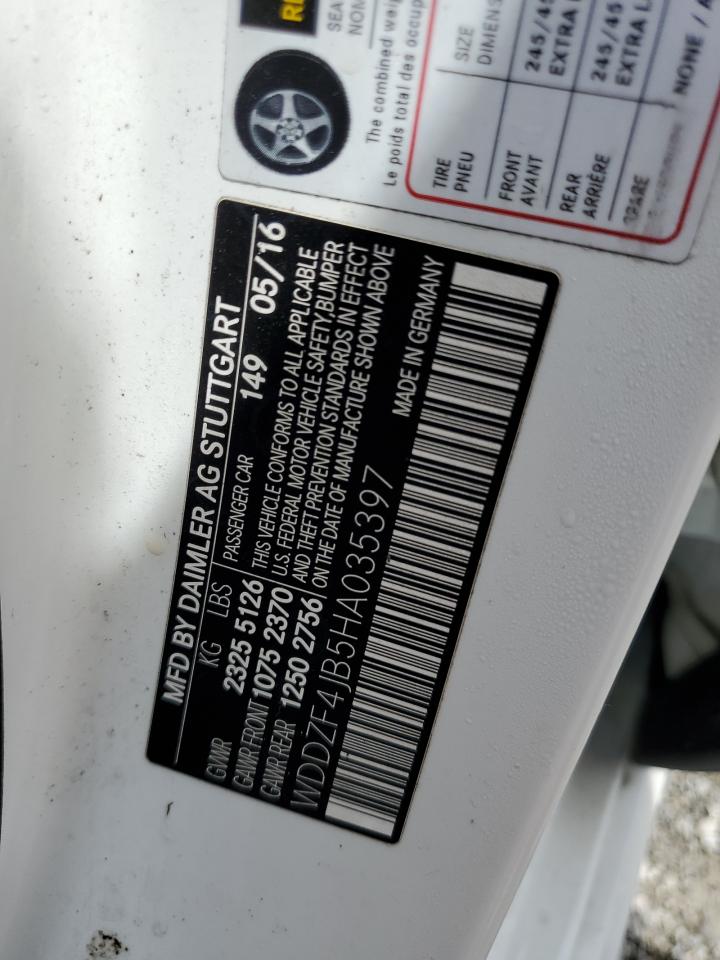 SEA
NOM
The combined weig
Le poids total des occup
TIRE SIZE
PNEU DIMENS
FRONT 245/45
AVANT EXTRA L
REAR 245/45
ARRIÈRE EXTRA L
SPARE NONE / A
MFD BY DAIMLER AG STUTTGART
KG LBS PASSENGER CAR 149 05/16
GVWR 2325 5126
GAWR FRONT 1075 2370
GAWR REAR 1250 2756
THIS VEHICLE CONFORMS TO ALL APPLICABLE
U.S. FEDERAL MOTOR VEHICLE SAFETY, BUMPER
AND THEFT PREVENTION STANDARDS IN EFFECT
ON THE DATE OF MANUFACTURE SHOWN ABOVE
WDDZF4JB5HA035397 MADE IN GERMANY